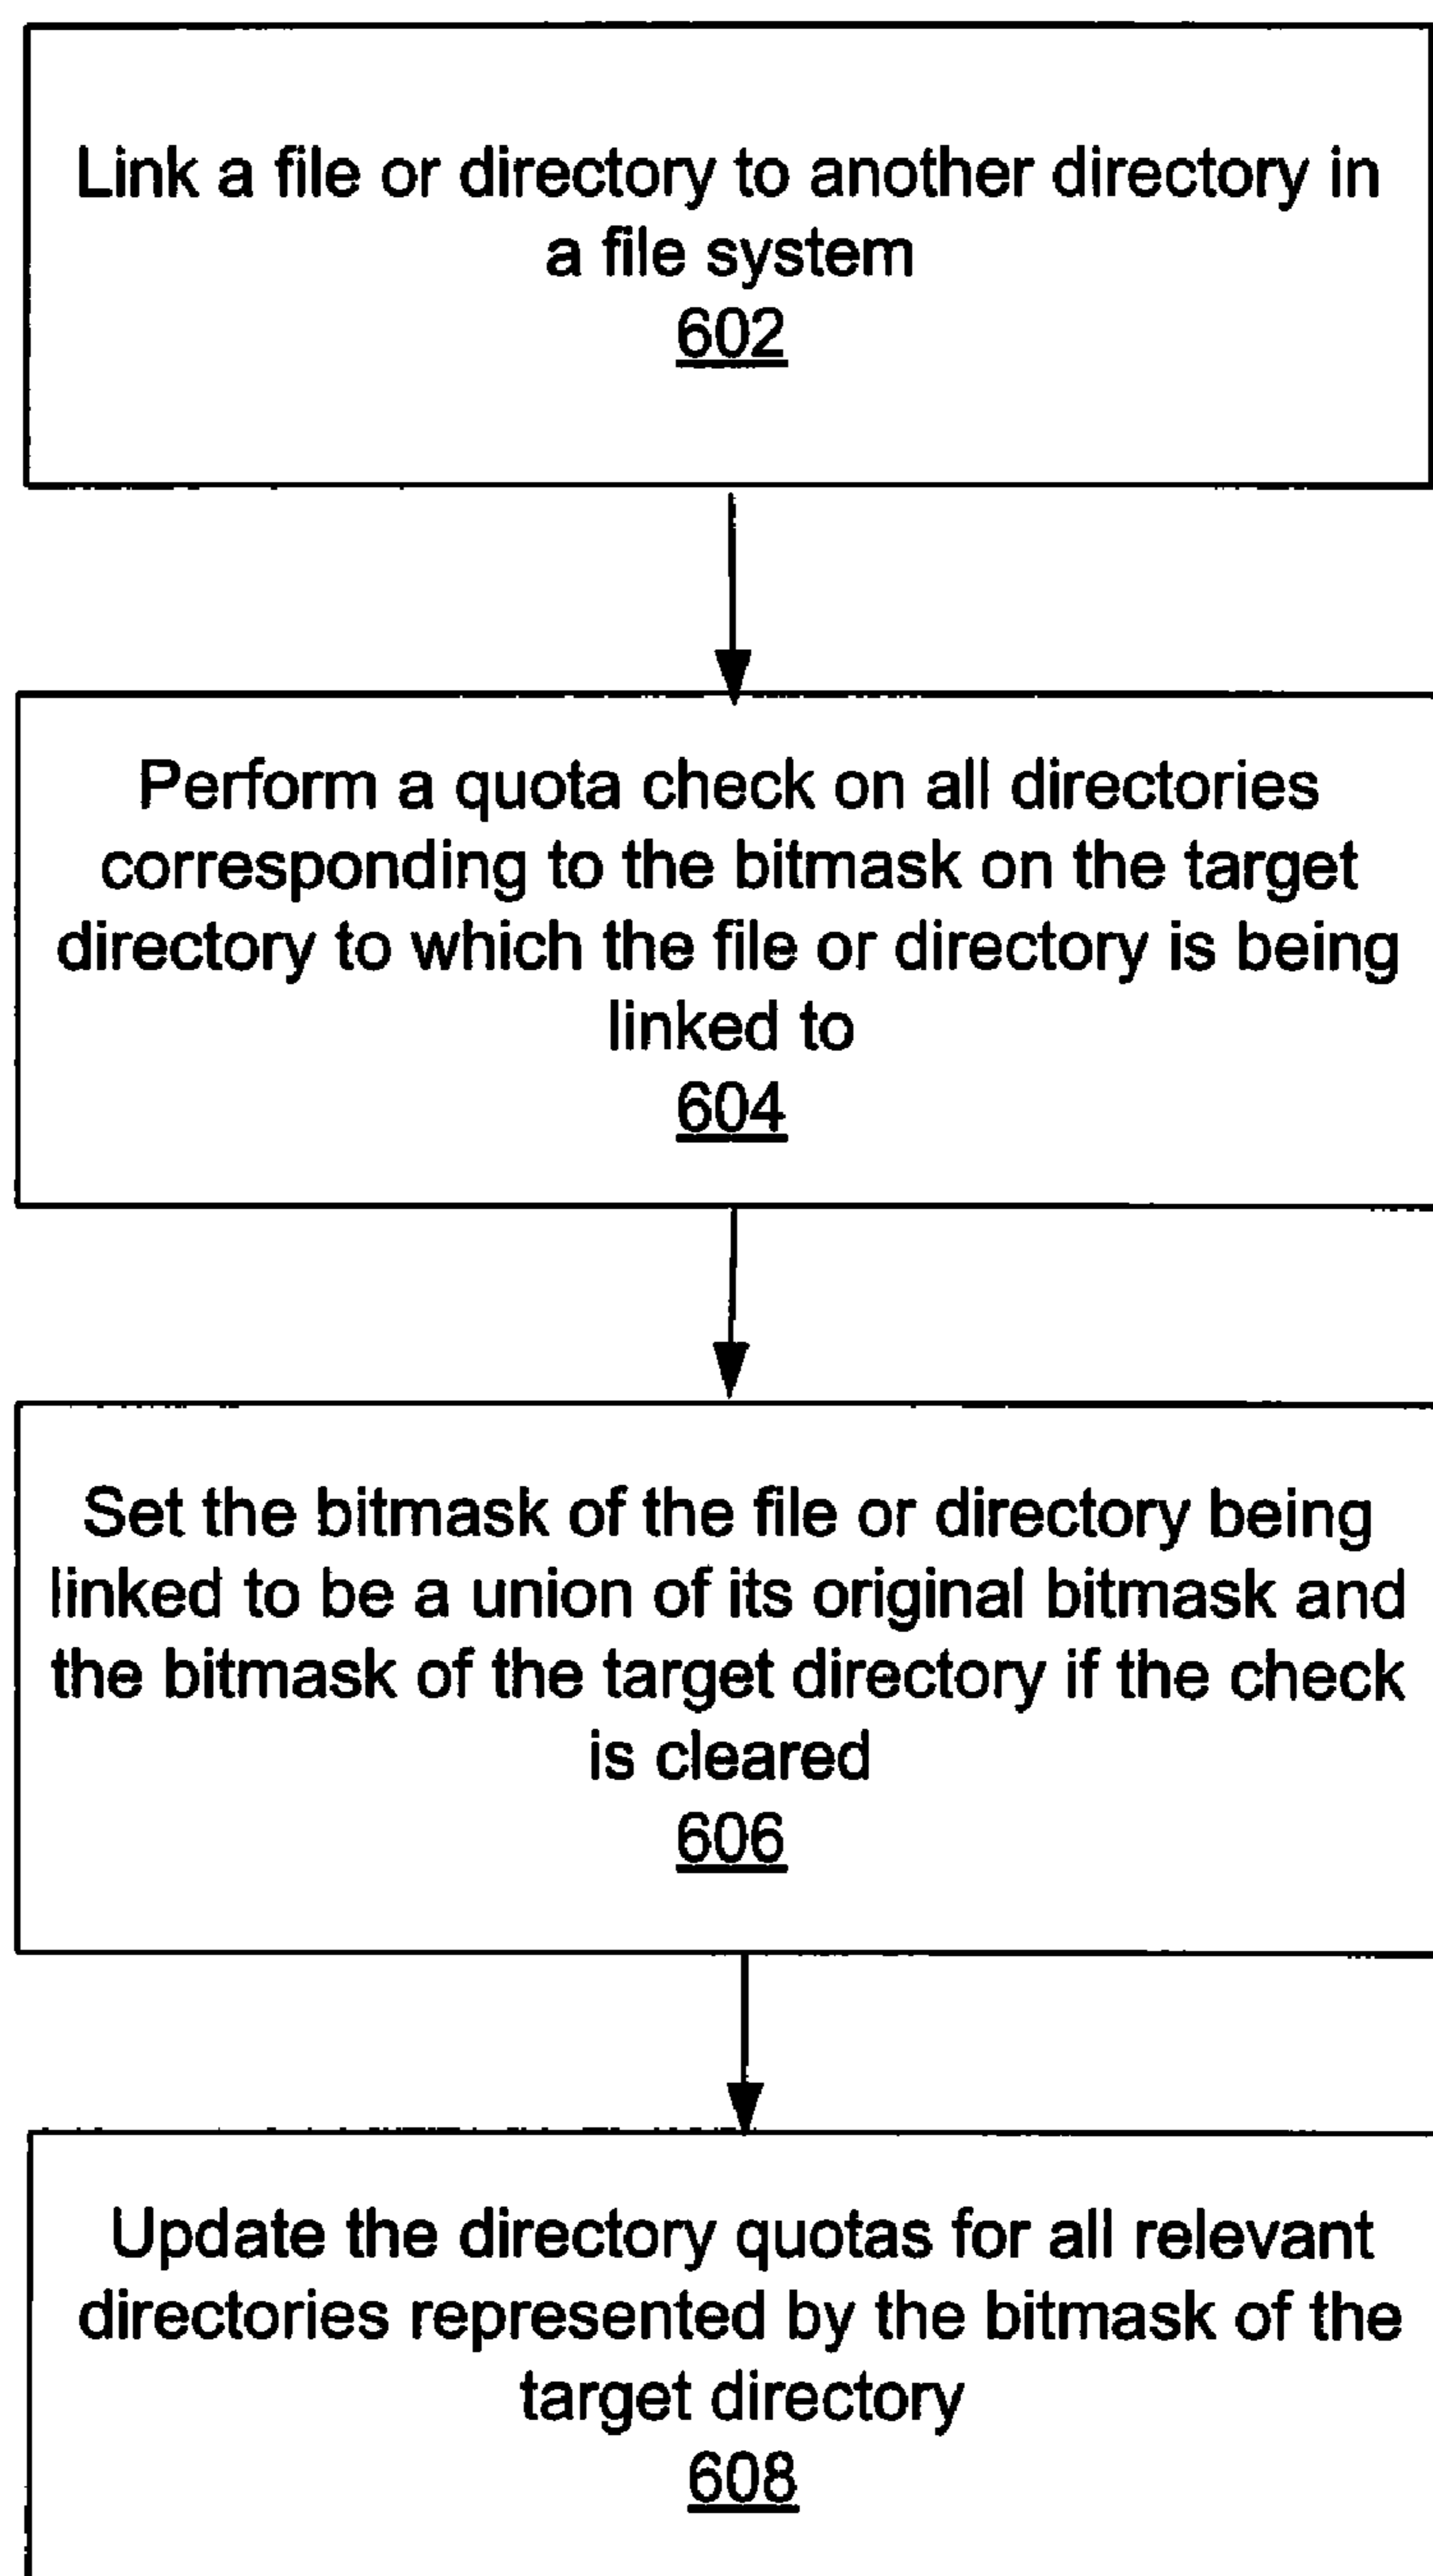 Link a file or directory to another directory in
a file system
602
Perform a quota check on all directories
corresponding to the bitmask on the target
directory to which the file or directory is being
linked to
604
Set the bitmask of the file or directory being
linked to be a union of its original bitmask and
the bitmask of the target directory if the check
is cleared
606
Update the directory quotas for all relevant
directories represented by the bitmask of the
target directory
608